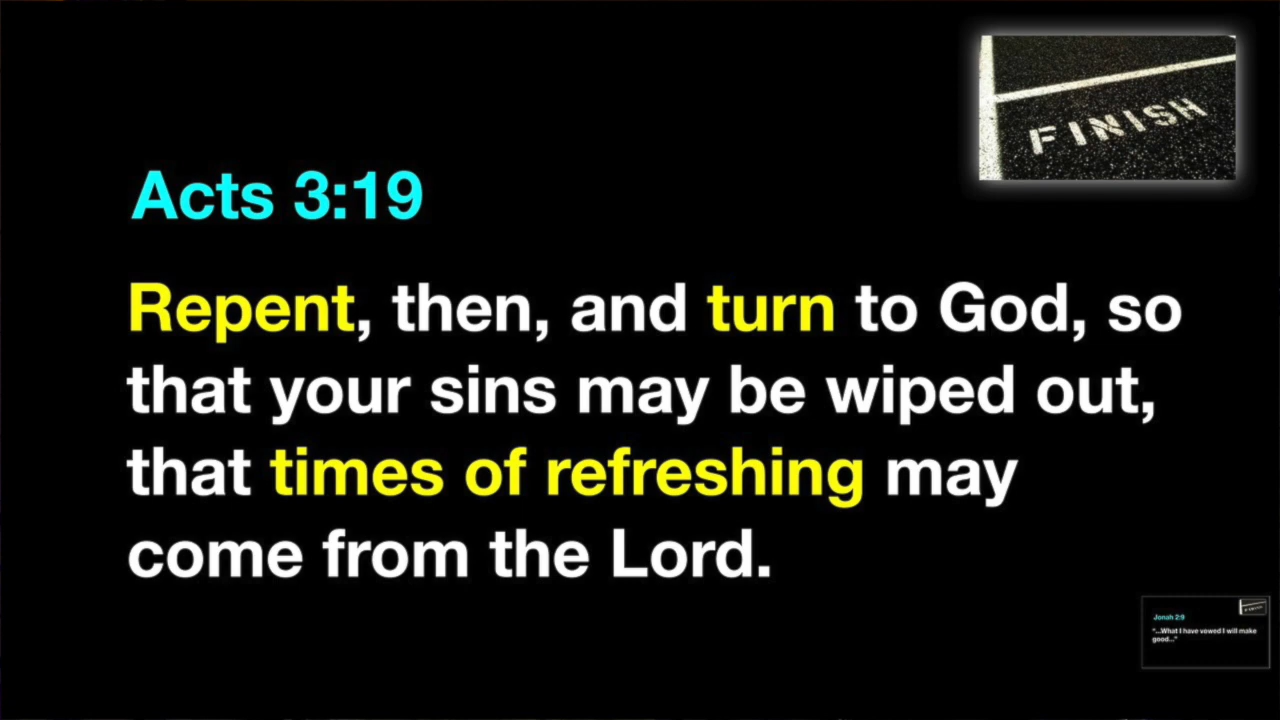 FINISH
Acts 3:19
Repent, then, and turn to God, so
that your sins may be wiped out,
that times of refreshing may
come from the Lord.
FINISH
Jonah 2:9
"...What I have vowed I will make
good..."